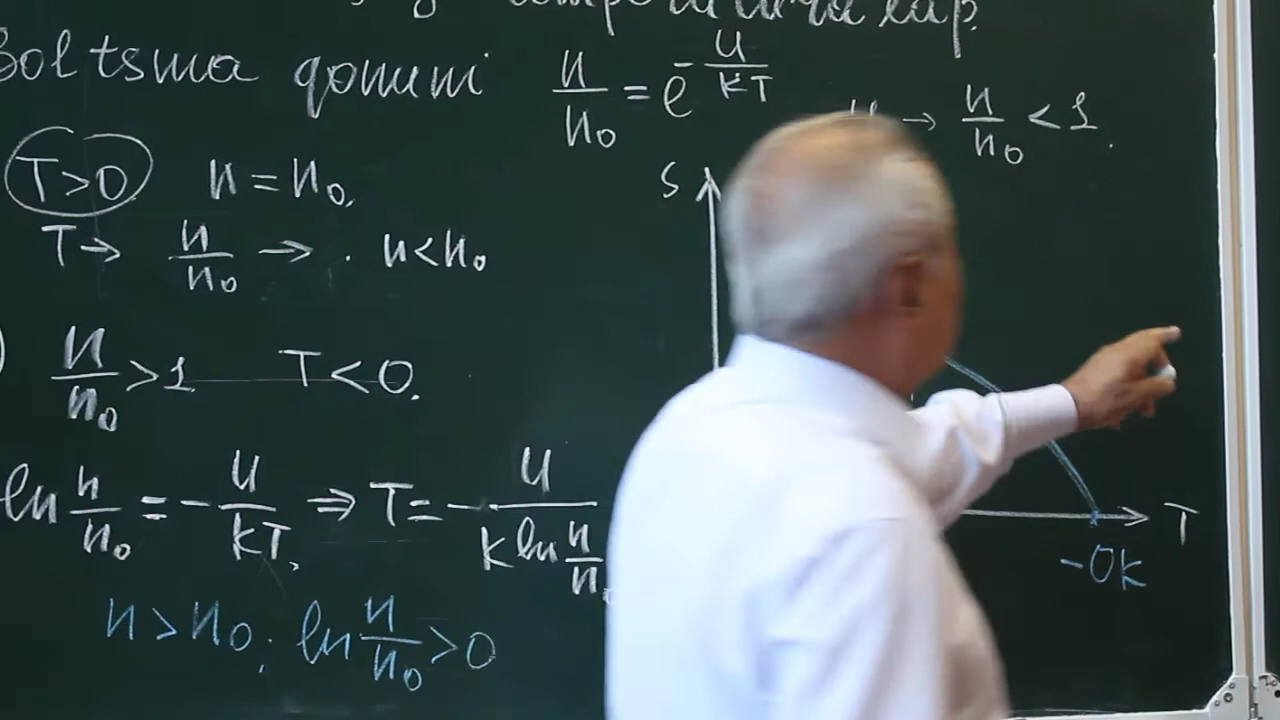 temperaturalar.
Boltsma qonuni n/n₀ = e^(-U/kT)
→ n/n₀ < 1.
T>0 n = n₀.
T→ n/n₀ → . n<n₀
) n/n₀ > 1 T < 0.
ln n/n₀ = - U/kT, ⇒ T = - U/(k ln n/n₀
n > n₀; ln n/n₀ > 0
S
T
-0k